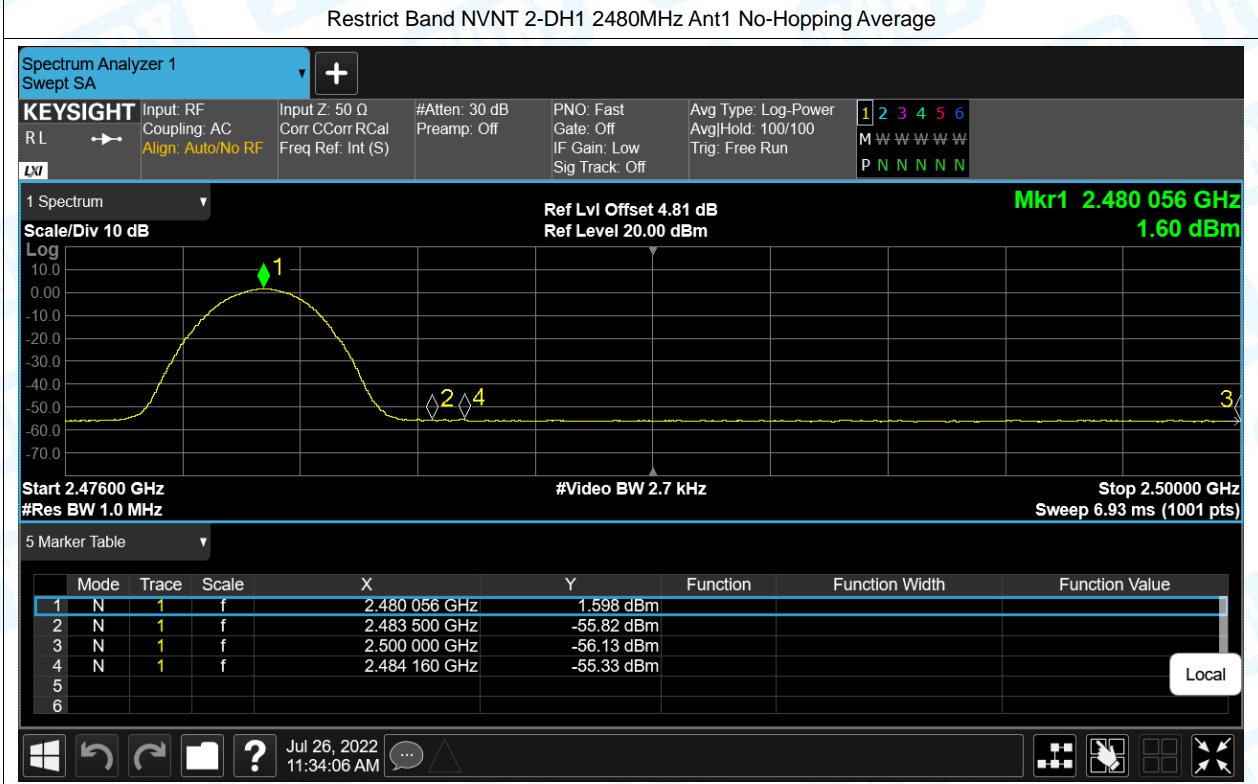 Restrict Band NVNT 2-DH1 2480MHz Ant1 No-Hopping Average
Spectrum Analyzer 1
Swept SA
KEYSIGHT
RL
LXI
Input: RF
Coupling: AC
Align: Auto/No RF
Input Z: 50 Ω
Corr CCorr RCal
Freq Ref: Int (S)
#Atten: 30 dB
Preamp: Off
PNO: Fast
Gate: Off
IF Gain: Low
Sig Track: Off
Avg Type: Log-Power
Avg|Hold: 100/100
Trig: Free Run
1 2 3 4 5 6
M W W W W W
P N N N N N
1 Spectrum
Scale/Div 10 dB
Ref Lvl Offset 4.81 dB
Ref Level 20.00 dBm
Mkr1 2.480 056 GHz
1.60 dBm
Log
10.0
0.00
-10.0
-20.0
-30.0
-40.0
-50.0
-60.0
-70.0
1
2
4
3
Start 2.47600 GHz
#Video BW 2.7 kHz
Stop 2.50000 GHz
#Res BW 1.0 MHz
Sweep 6.93 ms (1001 pts)
5 Marker Table
Mode Trace Scale X Y Function Function Width Function Value
1 N 1 f 2.480 056 GHz 1.598 dBm
2 N 1 f 2.483 500 GHz -55.82 dBm
3 N 1 f 2.500 000 GHz -56.13 dBm
4 N 1 f 2.484 160 GHz -55.33 dBm
5
6
Local
?
Jul 26, 2022
11:34:06 AM